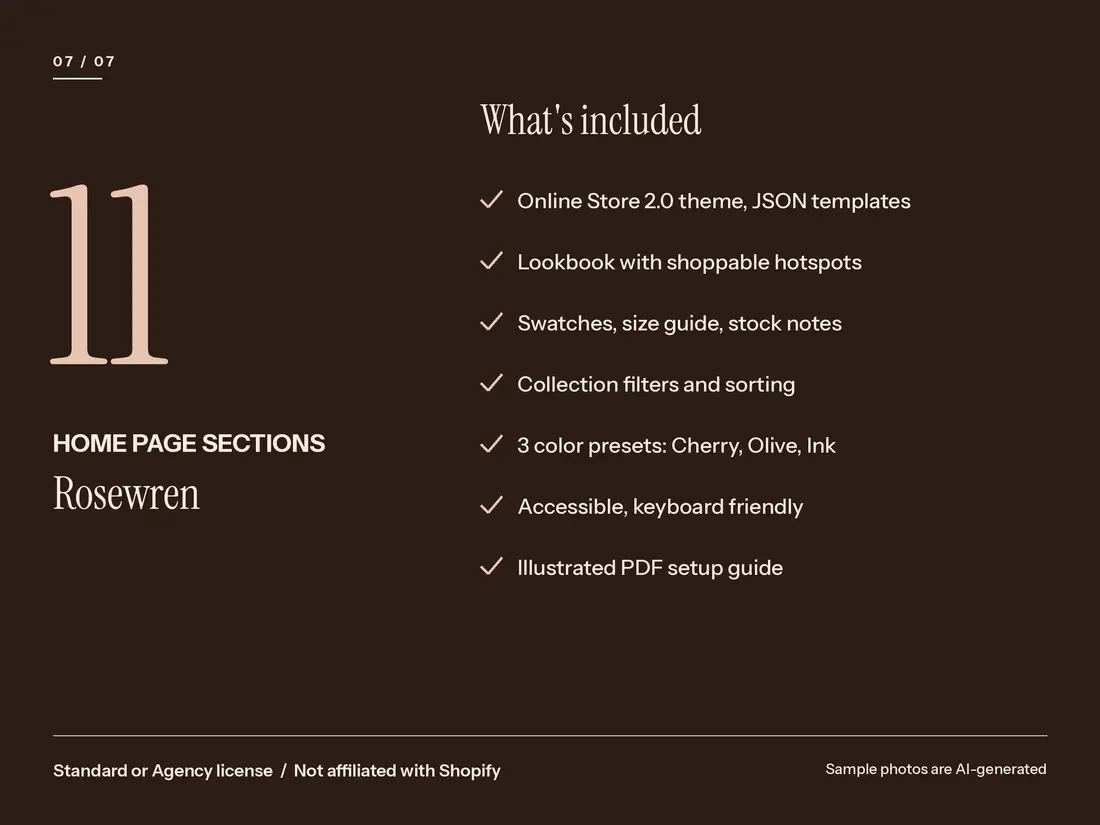 07 / 07
11
HOME PAGE SECTIONS
Rosewren
What's included
Online Store 2.0 theme, JSON templates
Lookbook with shoppable hotspots
Swatches, size guide, stock notes
Collection filters and sorting
3 color presets: Cherry, Olive, Ink
Accessible, keyboard friendly
Illustrated PDF setup guide
Standard or Agency license / Not affiliated with Shopify
Sample photos are AI-generated